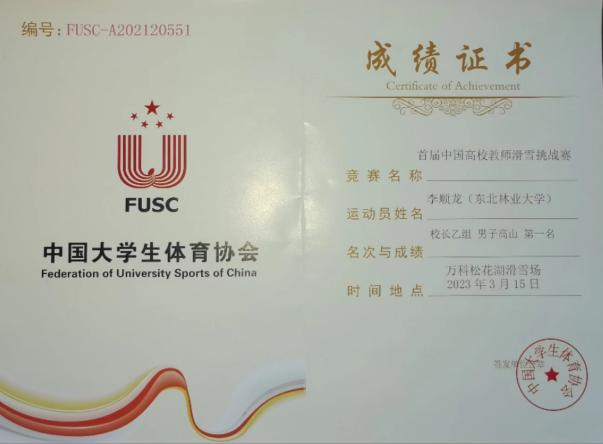 编号: FUSC-A202120551
FUSC
中国大学生体育协会
Federation of University Sports of China
成绩证书
Certificate of Achievement
首届中国高校教师滑雪挑战赛
竞赛名称
李顺龙（东北林业大学）
运动员姓名
校长乙组 男子高山 第一名
名次与成绩
万科松花湖滑雪场
时间地点 2023年3月15日
签发单位
中国大学生体育协会